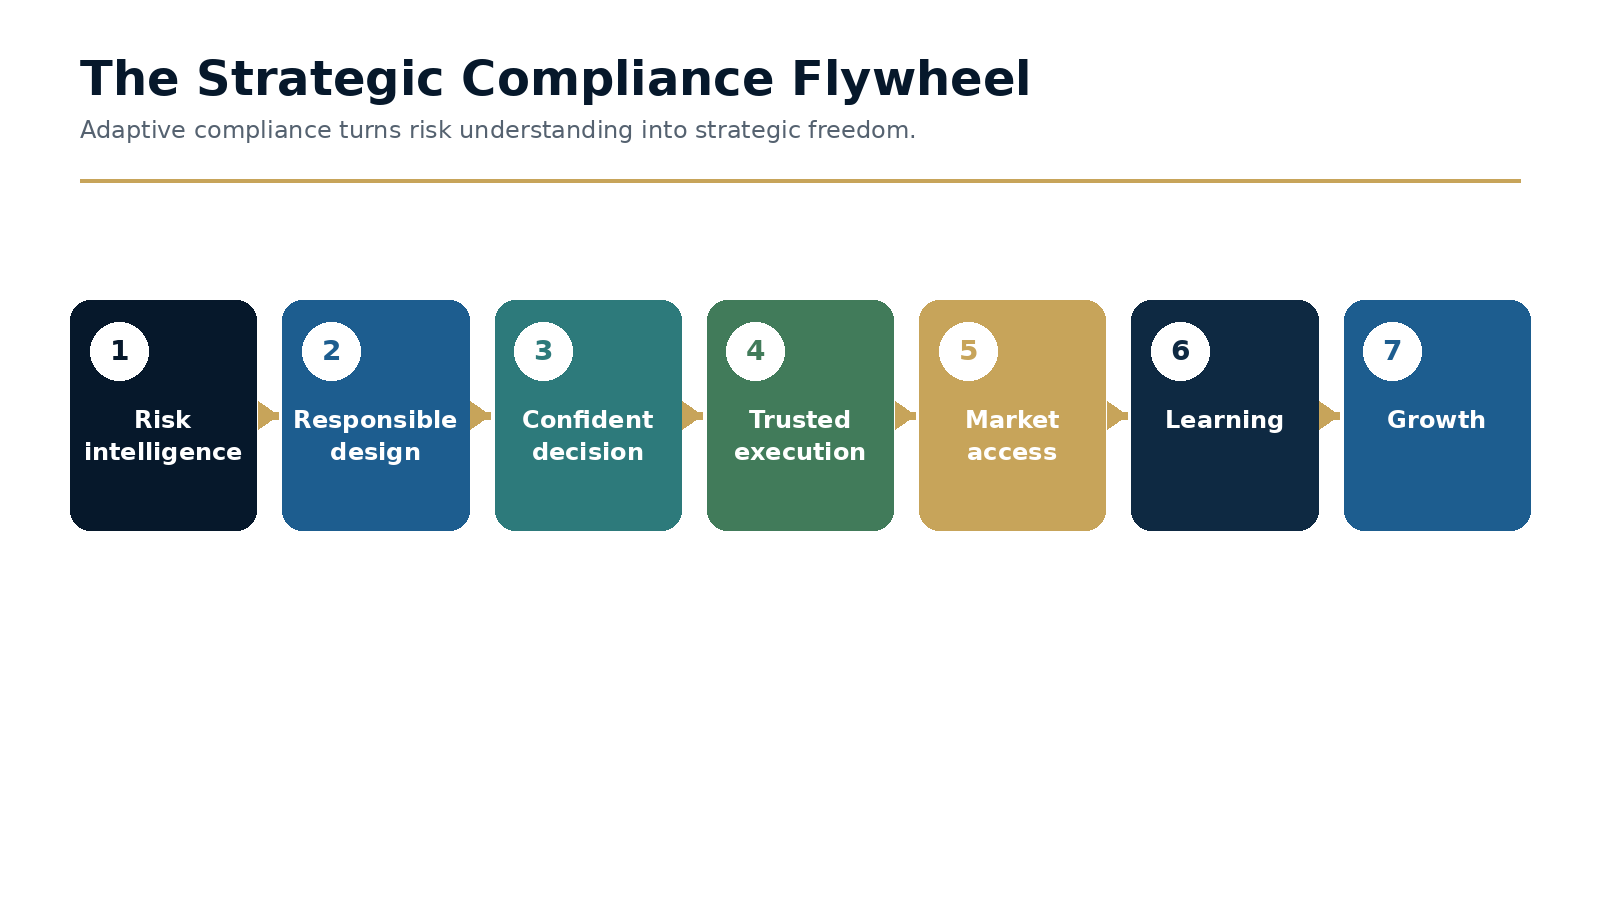 The Strategic Compliance Flywheel
Adaptive compliance turns risk understanding into strategic freedom.
1
Risk
intelligence
2
Responsible
design
3
Confident
decision
4
Trusted
execution
5
Market
access
6
Learning
7
Growth